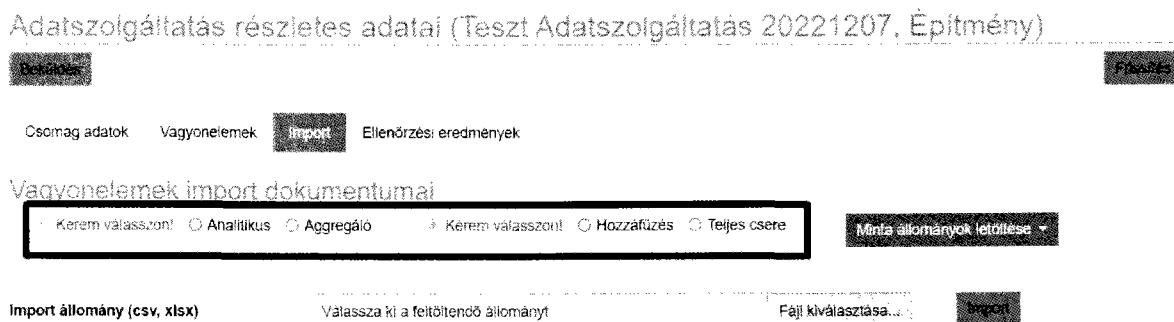 Adatszolgáltatás részletes adatai (Teszt Adatszolgáltatás 20221207, Építmény)
Beküldés Frissítés
Csomag adatok Vagyonelemek Import Ellenőrzési eredmények
Vagyonelemek import dokumentumai
Kérem válasszon! Analitikus Aggregáló Kérem válasszon! Hozzáfűzés Teljes csere Minta állományok letöltése
Import állomány (csv, xlsx) Válassza ki a feltöltendő állományt Fájl kiválasztása... Import